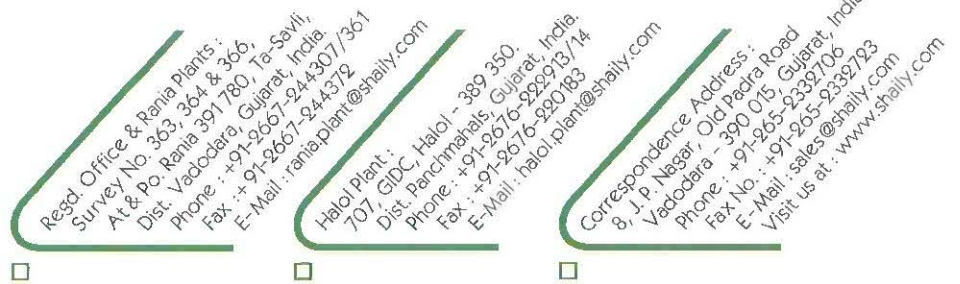 Regd. Office & Rania Plants :
Survey No. 363, 364 & 366,
At & Po. Rania 391 780, Ta-Savli,
Dist. Vadodara, Gujarat, India.
Phone : +91-2667-244307/361
Fax : +91-2667-244372
E-Mail : rania.plant@shaily.com
Halol Plant :
707, GIDC, Halol - 389 350.
Dist. Panchmahals, Gujarat, India.
Phone : +91-2676-222913/14
Fax : +91-2676-220183
E-Mail : halol.plant@shaily.com
Correspondence Address :
8, J. P. Nagar, Old Padra Road
Vadodara - 390 015, Gujarat, India
Phone : +91-265-2332706
Fax No. : +91-265-2332723
E-Mail : sales@shaily.com
Visit us at : www.shaily.com